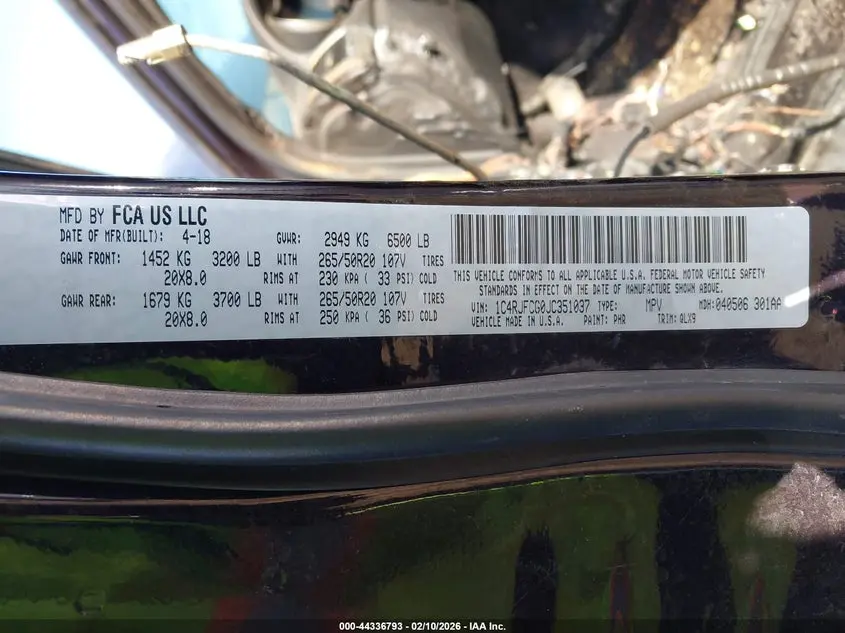 MFD BY FCA US LLC
DATE OF MFR(BUILT): 4-18 GVWR: 2949 KG 6500 LB
GAWR FRONT: 1452 KG 3200 LB WITH 265/50R20 107V TIRES
20X8.0 RIMS AT 230 KPA ( 33 PSI) COLD
GAWR REAR: 1679 KG 3700 LB WITH 265/50R20 107V TIRES
20X8.0 RIMS AT 250 KPA ( 36 PSI) COLD
THIS VEHICLE CONFORMS TO ALL APPLICABLE U.S.A. FEDERAL MOTOR VEHICLE SAFETY
STANDARDS IN EFFECT ON THE DATE OF MANUFACTURE SHOWN ABOVE.
VIN: 1C4RJFCG0JC351037 TYPE: MPV MDH: 040506 301AA
VEHICLE MADE IN U.S.A. PAINT: PHR TRIM: QLX9
000-44336793 — 02/10/2026 — IAA Inc.